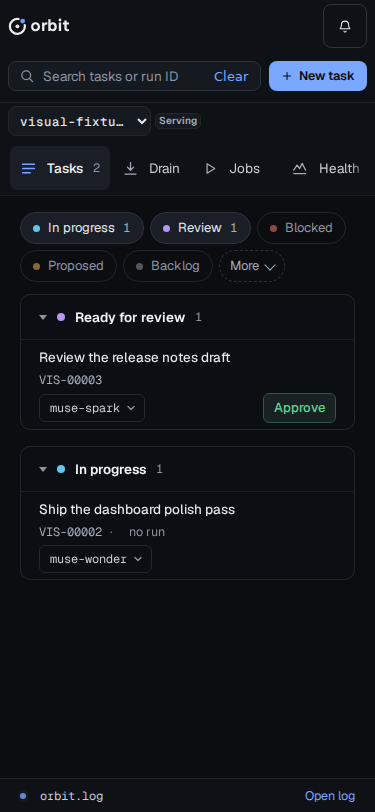 orbit
Search tasks or run ID Clear
New task
visual-fixtu… Serving
Tasks 2 Drain Jobs Health
In progress 1 Review 1 Blocked
Proposed Backlog More
Ready for review 1
Review the release notes draft
VIS-00003
muse-spark Approve
In progress 1
Ship the dashboard polish pass
VIS-00002 · no run
muse-wonder
orbit.log Open log